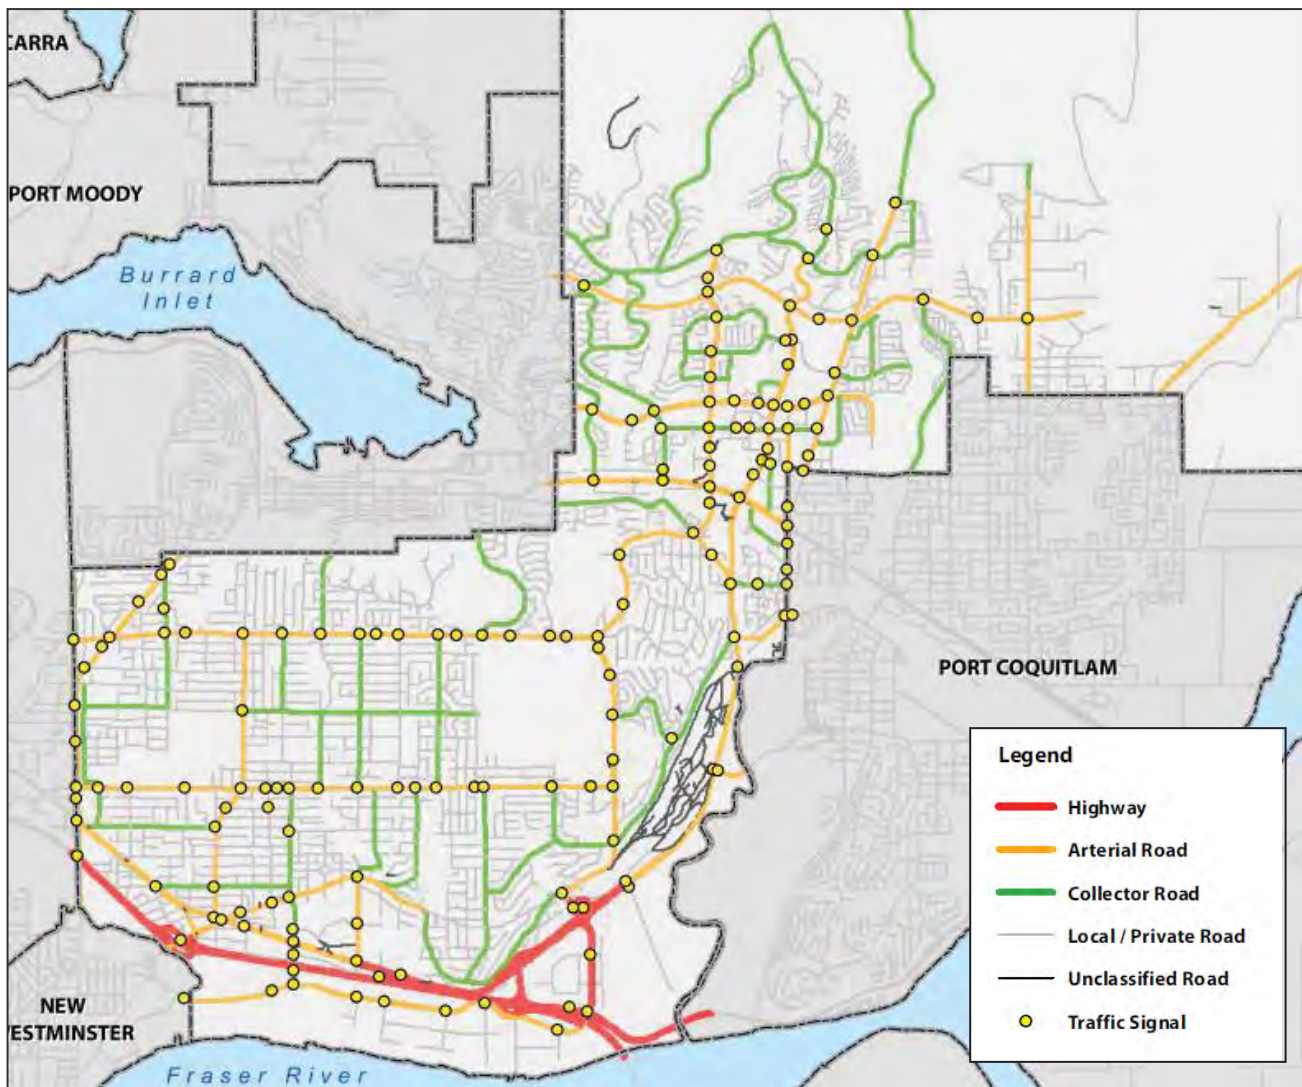 CARRA
PORT MOODY
Burrard
Inlet
PORT COQUITLAM
Legend
Highway
Arterial Road
Collector Road
Local / Private Road
Unclassified Road
Traffic Signal
NEW
WESTMINSTER
Fraser River